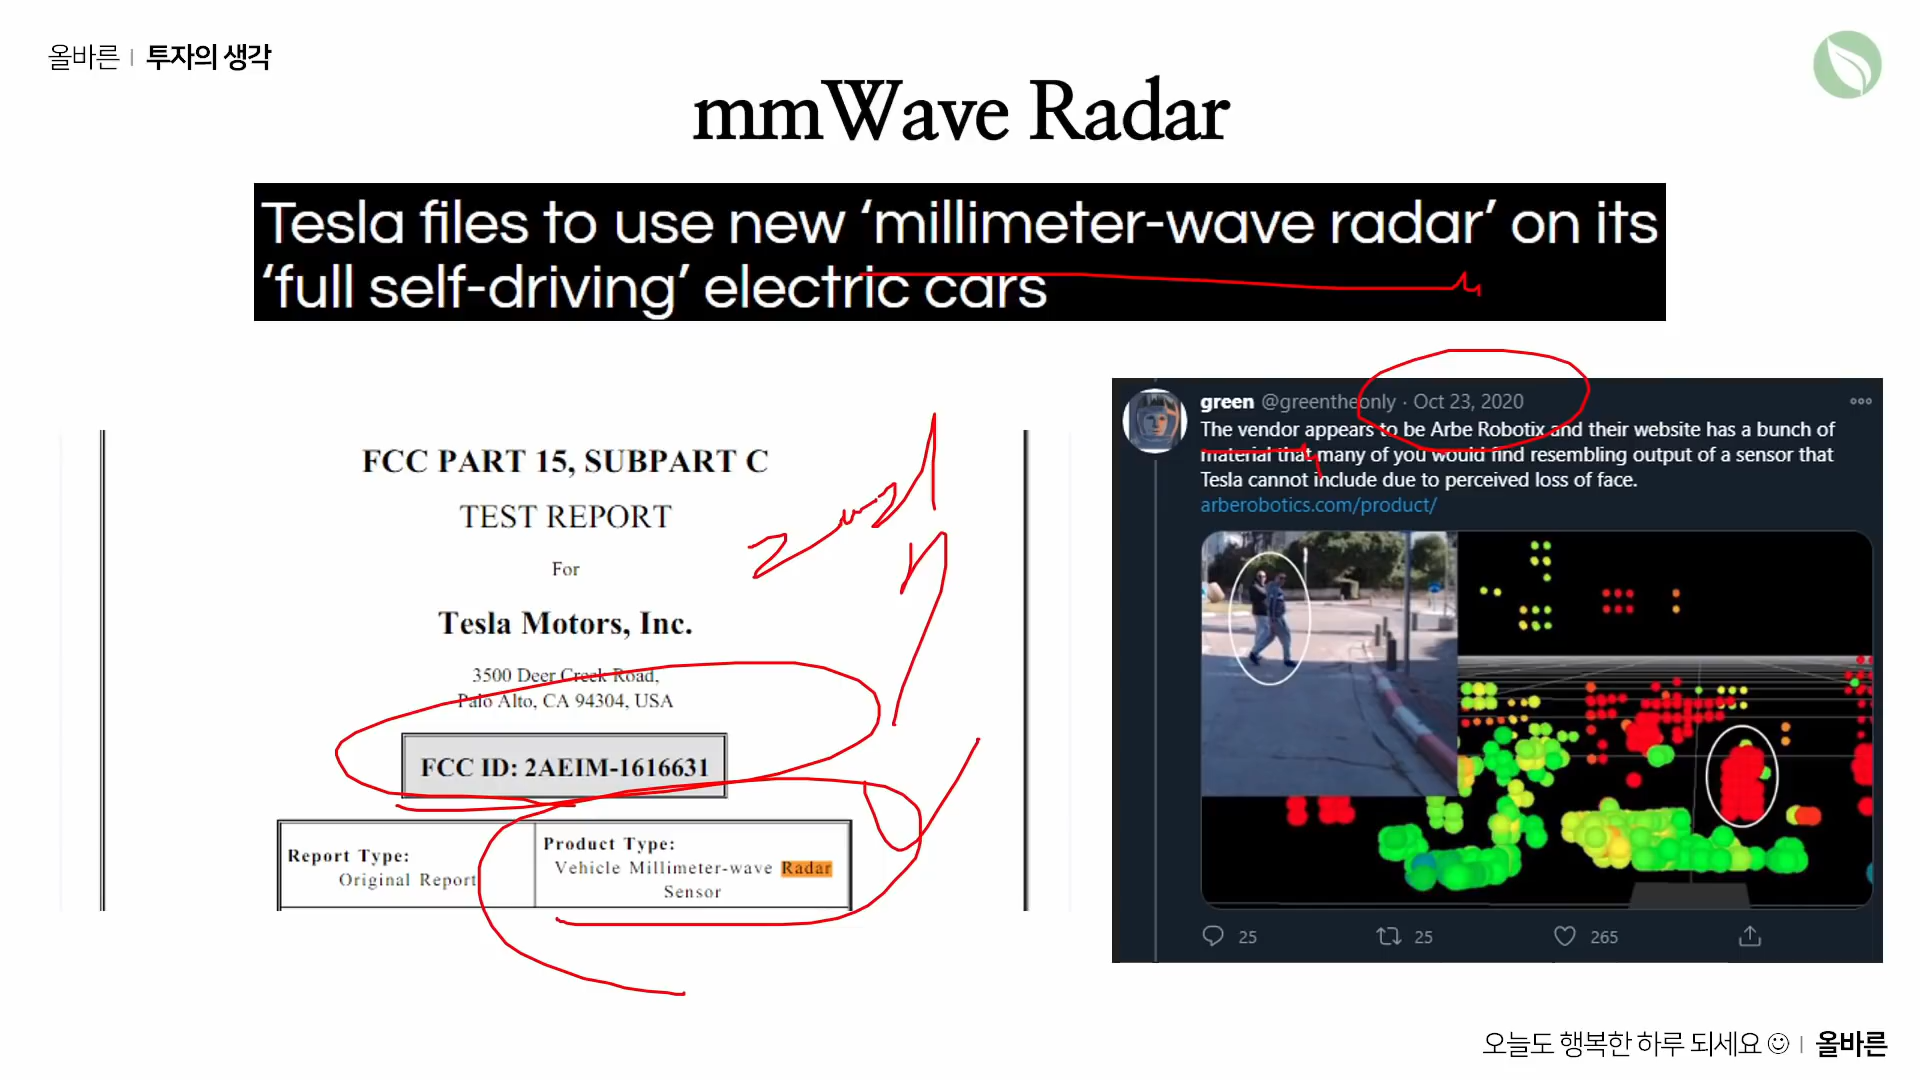 올바른 | 투자의 생각
mmWave Radar
Tesla files to use new ‘millimeter-wave radar’ on its
‘full self-driving’ electric cars
FCC PART 15, SUBPART C
TEST REPORT
For
Tesla Motors, Inc.
3500 Deer Creek Road,
Palo Alto, CA 94304, USA
FCC ID: 2AEIM-1616631
Report Type:
Original Report
Product Type:
Vehicle Millimeter-wave Radar
Sensor
green @greentheonly · Oct 23, 2020
The vendor appears to be Arbe Robotix and their website has a bunch of
material that many of you would find resembling output of a sensor that
Tesla cannot include due to perceived loss of face.
arberobotics.com/product/
25 25 265
오늘도 행복한 하루 되세요 ☺ | 올바른